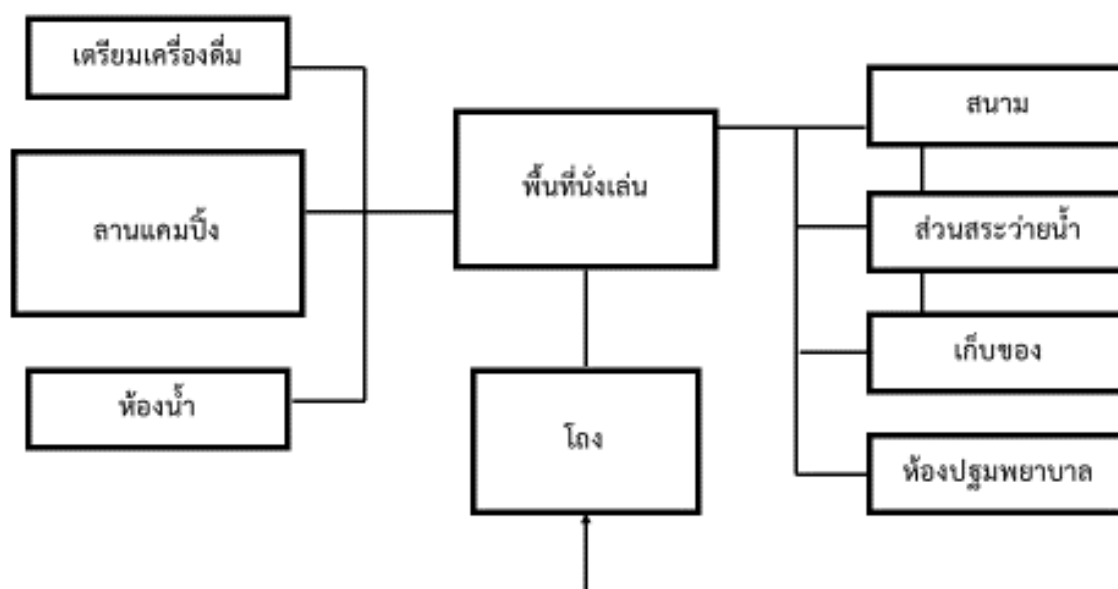 เตรียมเครื่องดื่ม
ลานแคมปิ้ง
ห้องน้ำ
พื้นที่นั่งเล่น
โถง
สนาม
ส่วนสระว่ายน้ำ
เก็บของ
ห้องปฐมพยาบาล